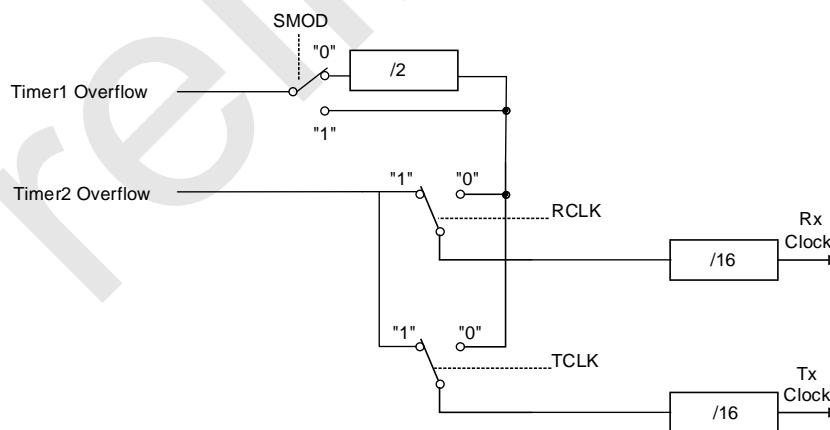 SMOD
"0"
/2
Timer1 Overflow
"1"
Timer2 Overflow
"1"
"0"
RCLK
Rx
Clock
/16
"1"
"0"
TCLK
Tx
Clock
/16